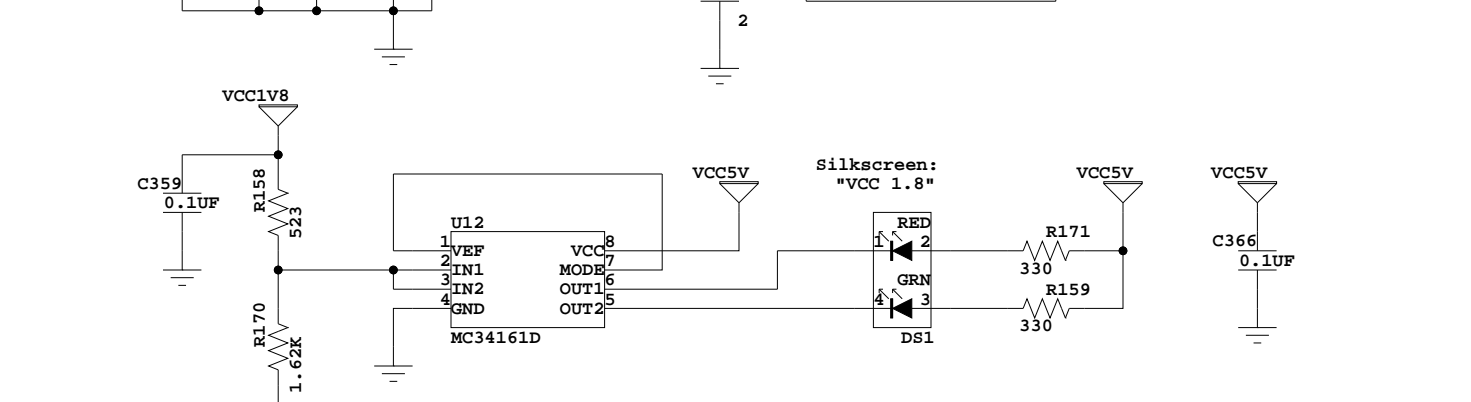 2
VCC1V8
Silkscreen:
"VCC 1.8"
VCC5V
VCC5V
VCC5V
C359
0.1UF
R158
523
U12
1 VEF
2 IN1
3 IN2
4 GND
VCC 8
MODE 7
OUT1 6
OUT2 5
MC34161D
RED
1 2
GRN
4 3
DS1
R171
330
R159
330
C366
0.1UF
R170
1.62K